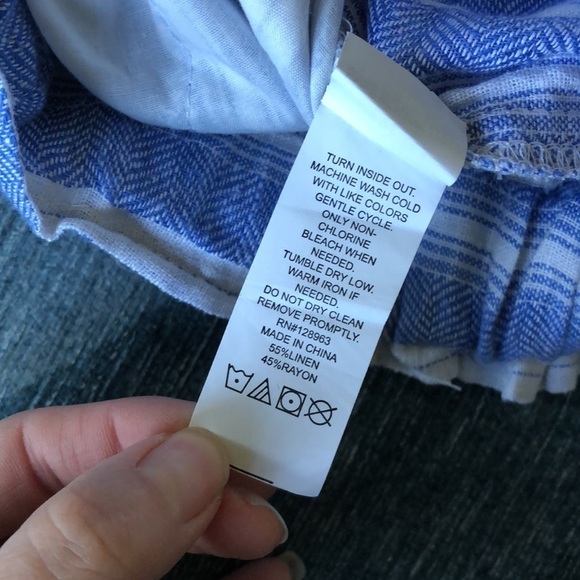 TURN INSIDE OUT.
MACHINE WASH COLD
WITH LIKE COLORS
GENTLE CYCLE.
ONLY NON-
CHLORINE
BLEACH WHEN
NEEDED.
TUMBLE DRY LOW.
WARM IRON IF
NEEDED.
DO NOT DRY CLEAN
REMOVE PROMPTLY.
RN#128963
MADE IN CHINA
55%LINEN
45%RAYON